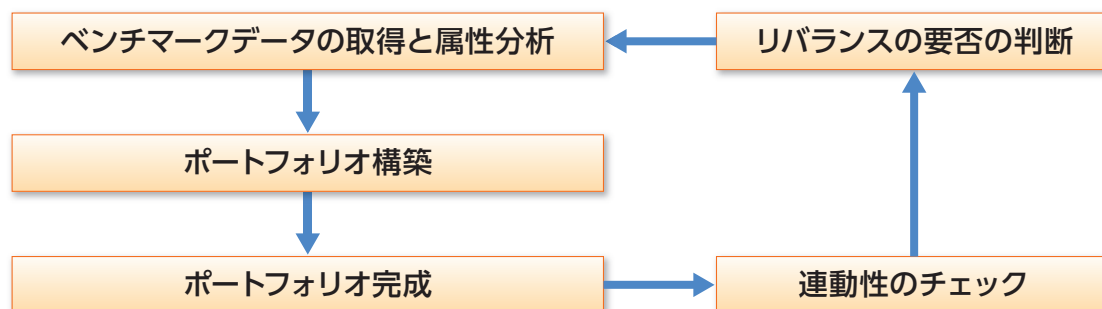 ベンチマークデータの取得と属性分析
リバランスの要否の判断
ポートフォリオ構築
ポートフォリオ完成
連動性のチェック